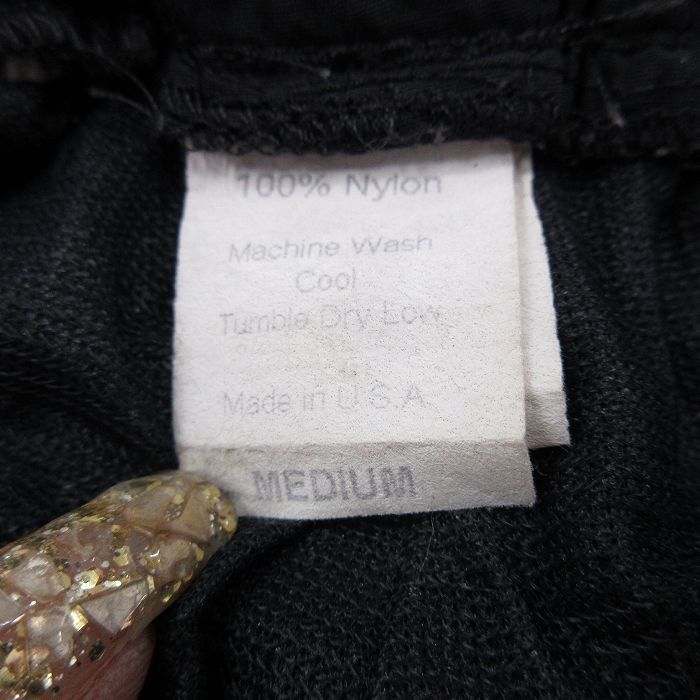 100% Nylon
Machine Wash
Cool
Tumble Dry Low
Made in U.S.A.
MEDIUM